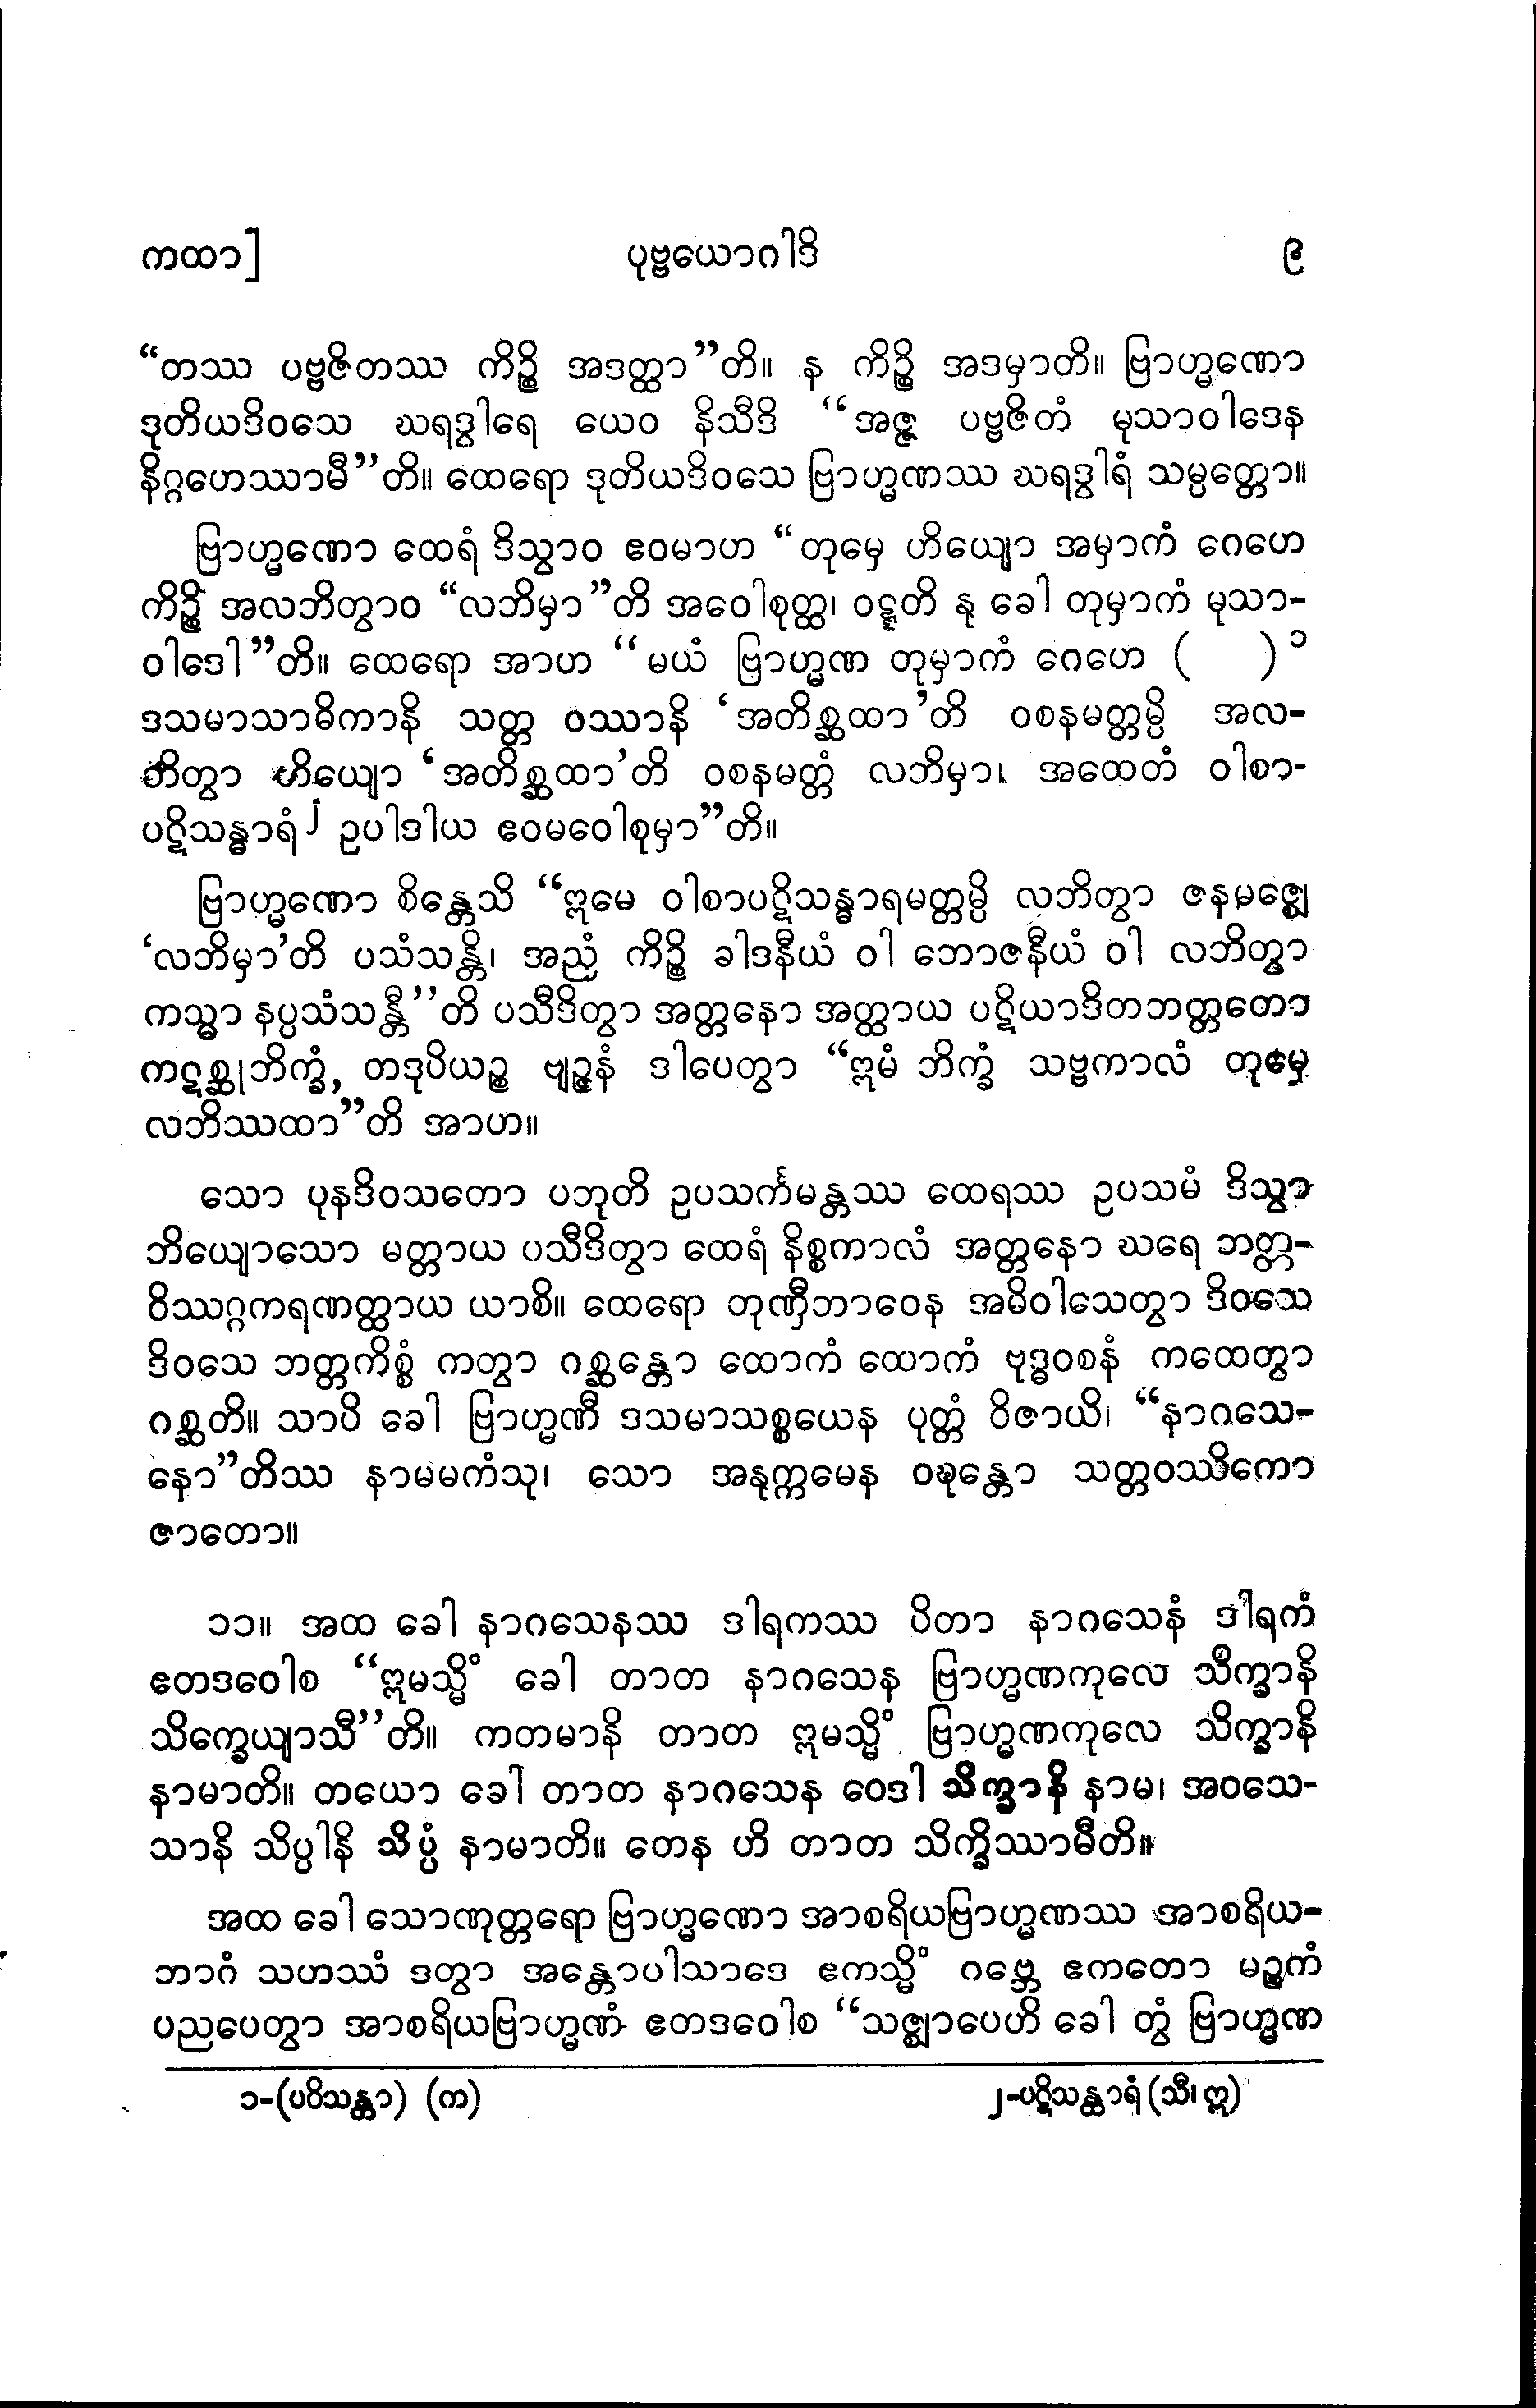 ကထာ] ပုဗ္ဗယောဂါဒိ ၉
“တဿ ပဗ္ဗဇိတဿ ကိဉ္စိ အဒတ္ထာ”တိ။ န ကိဉ္စိ အဒမှာတိ။ ဗြာဟ္မဏော
ဒုတိယဒိဝသေ ဃရဒွါရေ ယေဝ နိသီဒိ “အဇ္ဇ ပဗ္ဗဇိတံ မုသာဝါဒေန
နိဂ္ဂဟေဿာမီ”တိ။ ထေရော ဒုတိယဒိဝသေ ဗြာဟ္မဏဿ ဃရဒွါရံ သမ္ပတ္တော။
ဗြာဟ္မဏော ထေရံ ဒိသွာဝ ဧဝမာဟ “တုမှေ ဟိယျော အမှာကံ ဂေဟေ
ကိဉ္စိ အလဘိတွာဝ “လဘိမှာ”တိ အဝေါစုတ္ထ၊ ဝဋ္ဋတိ နု ခေါ တုမှာကံ မုသာ-
ဝါဒေါ”တိ။ ထေရော အာဟ “မယံ ဗြာဟ္မဏ တုမှာကံ ဂေဟေ ( )၁
ဒသမာသာဓိကာနိ သတ္တ ဝဿာနိ ‘အတိစ္ဆထာ’တိ ဝစနမတ္တမ္ပိ အလ-
ဘိတွာ ဟိယျော ‘အတိစ္ဆထာ’တိ ဝစနမတ္တံ လဘိမှာ၊ အထေတံ ဝါစာ-
ပဋိသန္ဓာရံ၂ ဥပါဒါယ ဧဝမဝေါစုမှာ”တိ။
ဗြာဟ္မဏော စိန္တေသိ “ဣမေ ဝါစာပဋိသန္ဓာရမတ္တမ္ပိ လဘိတွာ ဇနမဇ္ဈေ
‘လဘိမှာ’တိ ပသံသန္တိ၊ အညံ ကိဉ္စိ ခါဒနီယံ ဝါ ဘောဇနီယံ ဝါ လဘိတွာ
ကသ္မာ နပ္ပသံသန္တီ”တိ ပသီဒိတွာ အတ္တနော အတ္ထာယ ပဋိယာဒိတဘတ္တတော
ကဋစ္ဆုဘိက္ခံ, တဒုပိယဉ္စ ဗျဉ္ဇနံ ဒါပေတွာ “ဣမံ ဘိက္ခံ သဗ္ဗကာလံ တုမှေ
လဘိဿထာ”တိ အာဟ။
သော ပုနဒိဝသတော ပဘုတိ ဥပသင်္ကမန္တဿ ထေရဿ ဥပသမံ ဒိသွာ
ဘိယျောသော မတ္တာယ ပသီဒိတွာ ထေရံ နိစ္စကာလံ အတ္တနော ဃရေ ဘတ္တ-
ဝိဿဂ္ဂကရဏတ္ထာယ ယာစိ။ ထေရော တုဏှီဘာဝေန အဓိဝါသေတွာ ဒိဝသေ
ဒိဝသေ ဘတ္တကိစ္စံ ကတွာ ဂစ္ဆန္တော ထောကံ ထောကံ ဗုဒ္ဓဝစနံ ကထေတွာ
ဂစ္ဆတိ။ သာပိ ခေါ ဗြာဟ္မဏီ ဒသမာသစ္စယေန ပုတ္တံ ဝိဇာယိ၊ “နာဂသေ-
နော”တိဿ နာမမကံသု၊ သော အနုက္ကမေန ဝဍ္ဎန္တော သတ္တဝဿိကော
ဇာတော။
၁၁။ အထ ခေါ နာဂသေနဿ ဒါရကဿ ပိတာ နာဂသေနံ ဒါရကံ
ဧတဒဝေါစ “ဣမသ္မိံ ခေါ တာတ နာဂသေန ဗြာဟ္မဏကုလေ သိက္ခာနိ
သိက္ခေယျာသီ”တိ။ ကတမာနိ တာတ ဣမသ္မိံ ဗြာဟ္မဏကုလေ သိက္ခာနိ
နာမာတိ။ တယော ခေါ တာတ နာဂသေန ဝေဒါ သိက္ခာနိ နာမ၊ အဝသေ-
သာနိ သိပ္ပါနိ သိပ္ပံ နာမာတိ။ တေန ဟိ တာတ သိက္ခိဿာမီတိ။
အထ ခေါ သောဏုတ္တရော ဗြာဟ္မဏော အာစရိယဗြာဟ္မဏဿ အာစရိယ-
ဘာဂံ သဟဿံ ဒတွာ အန္တောပါသာဒေ ဧကသ္မိံ ဂဗ္ဘေ ဧကတော မဉ္စကံ
ပညပေတွာ အာစရိယဗြာဟ္မဏံ ဧတဒဝေါစ “သဇ္ဈာပေဟိ ခေါ တွံ ဗြာဟ္မဏ
၁-(ပဝိသန္တာ) (က) ၂-ပဋိသန္ထာရံ (သီ၊ ဣ)